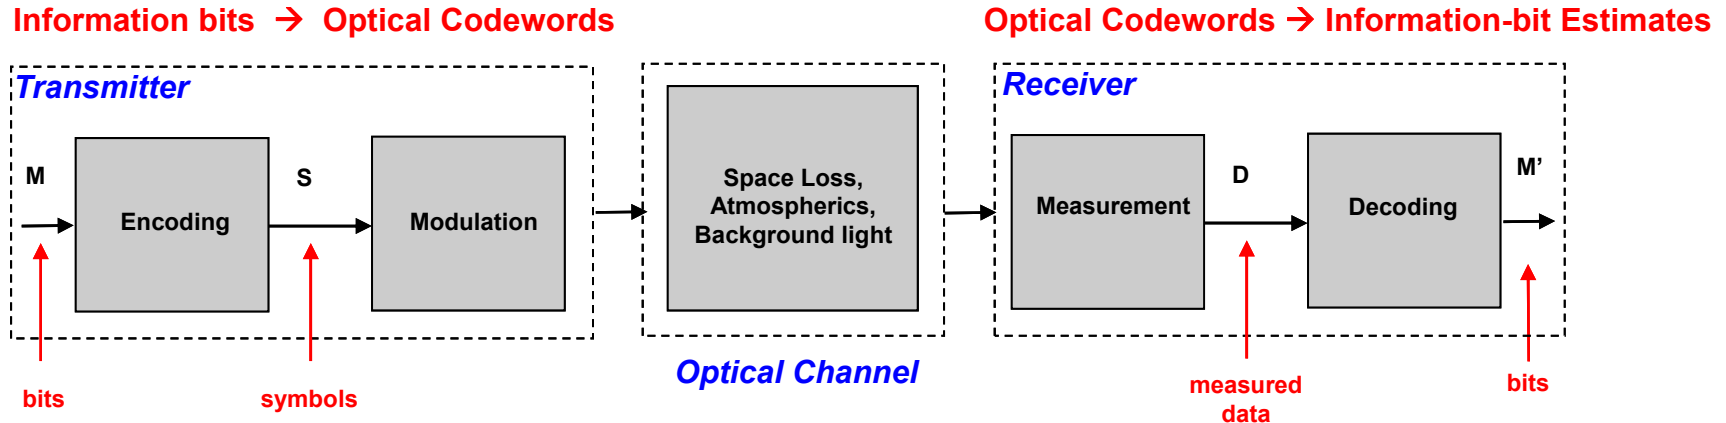 Information bits → Optical Codewords
Optical Codewords → Information-bit Estimates
Transmitter
M
Encoding
S
Modulation
bits
symbols
Space Loss,
Atmospherics,
Background light
Optical Channel
Receiver
Measurement
D
Decoding
M’
measured
data
bits